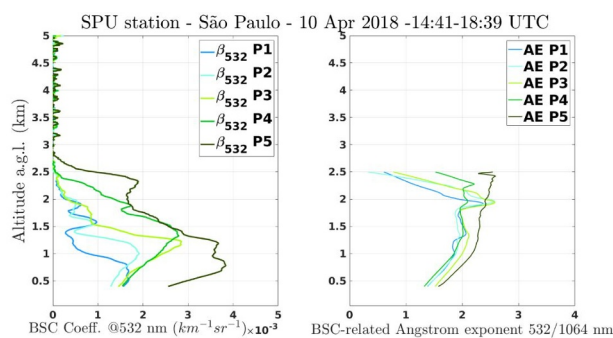 SPU station - São Paulo - 10 Apr 2018 -14:41-18:39 UTC
Altitude a.g.l. (km)
5
4.5
4
3.5
3
2.5
2
1.5
1
0.5
0 1 2 3 4 5
×10⁻³
BSC Coeff. @532 nm (km⁻¹sr⁻¹)
β₅₃₂ P1
β₅₃₂ P2
β₅₃₂ P3
β₅₃₂ P4
β₅₃₂ P5
5
4.5
4
3.5
3
2.5
2
1.5
1
0.5
0 1 2 3 4
BSC-related Angstrom exponent 532/1064 nm
AE P1
AE P2
AE P3
AE P4
AE P5